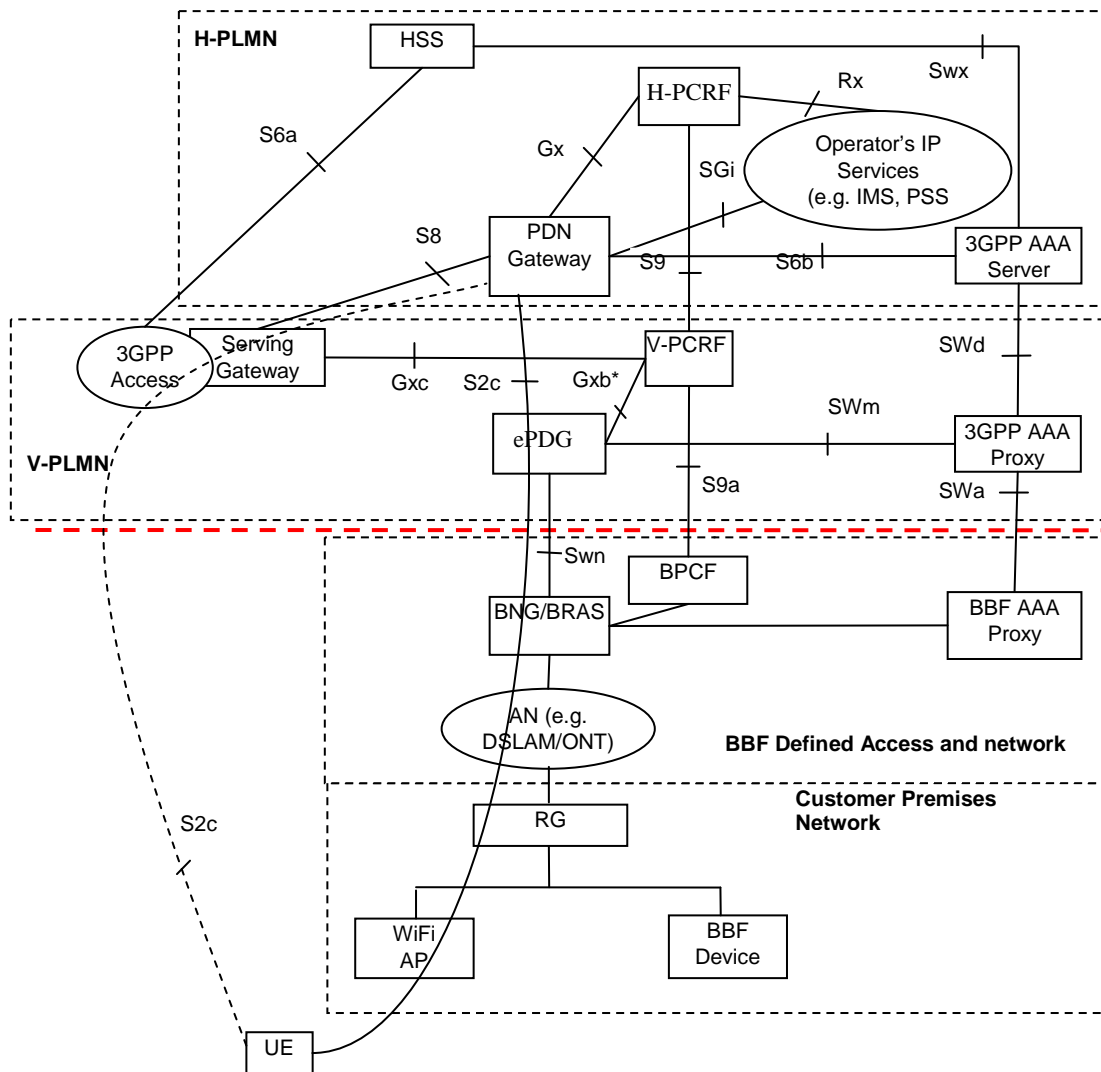 H-PLMN
HSS
Swx
H-PCRF
Rx
S6a
Gx
SGi
Operator's IP
Services
(e.g. IMS, PSS
S8
PDN
Gateway
S9
S6b
3GPP AAA
Server
3GPP
Access
Serving
Gateway
V-PCRF
SWd
Gxc
S2c
Gxb*
SWm
ePDG
3GPP AAA
Proxy
V-PLMN
S9a
SWa
Swn
BPCF
BNG/BRAS
BBF AAA
Proxy
AN (e.g.
DSLAM/ONT)
BBF Defined Access and network
Customer Premises
Network
RG
S2c
WiFi
AP
BBF
Device
UE